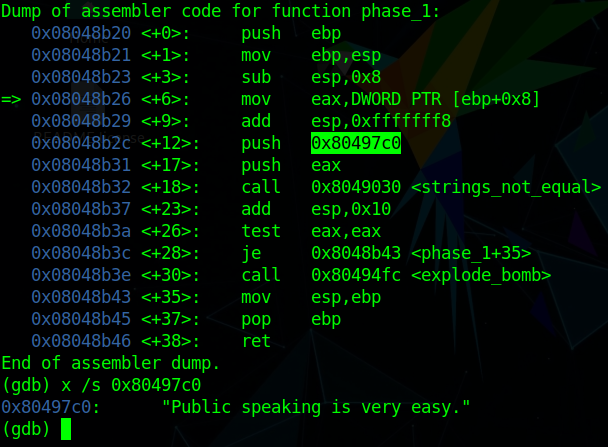 Dump of assembler code for function phase_1:
   0x08048b20 <+0>:     push   ebp
   0x08048b21 <+1>:     mov    ebp,esp
   0x08048b23 <+3>:     sub    esp,0x8
=> 0x08048b26 <+6>:     mov    eax,DWORD PTR [ebp+0x8]
   0x08048b29 <+9>:     add    esp,0xfffffff8
   0x08048b2c <+12>:    push   0x80497c0
   0x08048b31 <+17>:    push   eax
   0x08048b32 <+18>:    call   0x8049030 <strings_not_equal>
   0x08048b37 <+23>:    add    esp,0x10
   0x08048b3a <+26>:    test   eax,eax
   0x08048b3c <+28>:    je     0x8048b43 <phase_1+35>
   0x08048b3e <+30>:    call   0x80494fc <explode_bomb>
   0x08048b43 <+35>:    mov    esp,ebp
   0x08048b45 <+37>:    pop    ebp
   0x08048b46 <+38>:    ret
End of assembler dump.
(gdb) x /s 0x80497c0
0x80497c0:      "Public speaking is very easy."
(gdb)